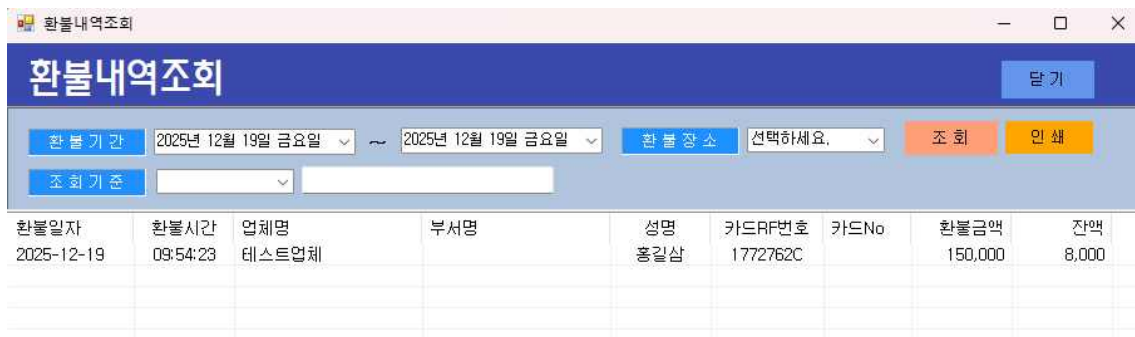 환불내역조회
환불내역조회 닫기
환불기간 2025년 12월 19일 금요일 ~ 2025년 12월 19일 금요일 환불장소 선택하세요. 조회 인쇄
조회기준
환불일자 환불시간 업체명 부서명 성명 카드RF번호 카드No 환불금액 잔액
2025-12-19 09:54:23 테스트업체 홍길삼 1772762C 150,000 8,000